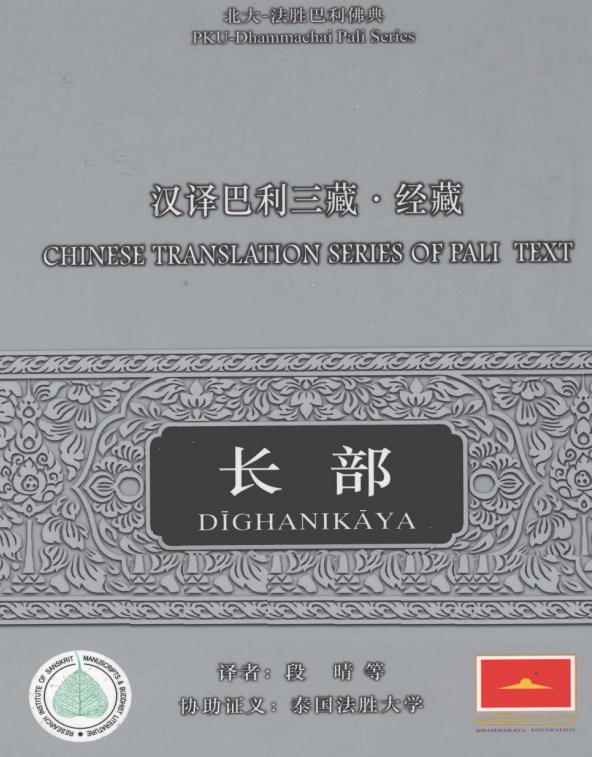 北大-法胜巴利佛典
PKU-Dhammachai Pali Series
汉译巴利三藏·经藏
CHINESE TRANSLATION SERIES OF PALI TEXT
长部
DĪGHANIKĀYA
译者：段 晴 等
协助证义：泰国法胜大学
RESEARCH INSTITUTE OF SANSKRIT MANUSCRIPTS & BUDDHIST LITERATURE
DHAMMAKAYA FOUNDATION